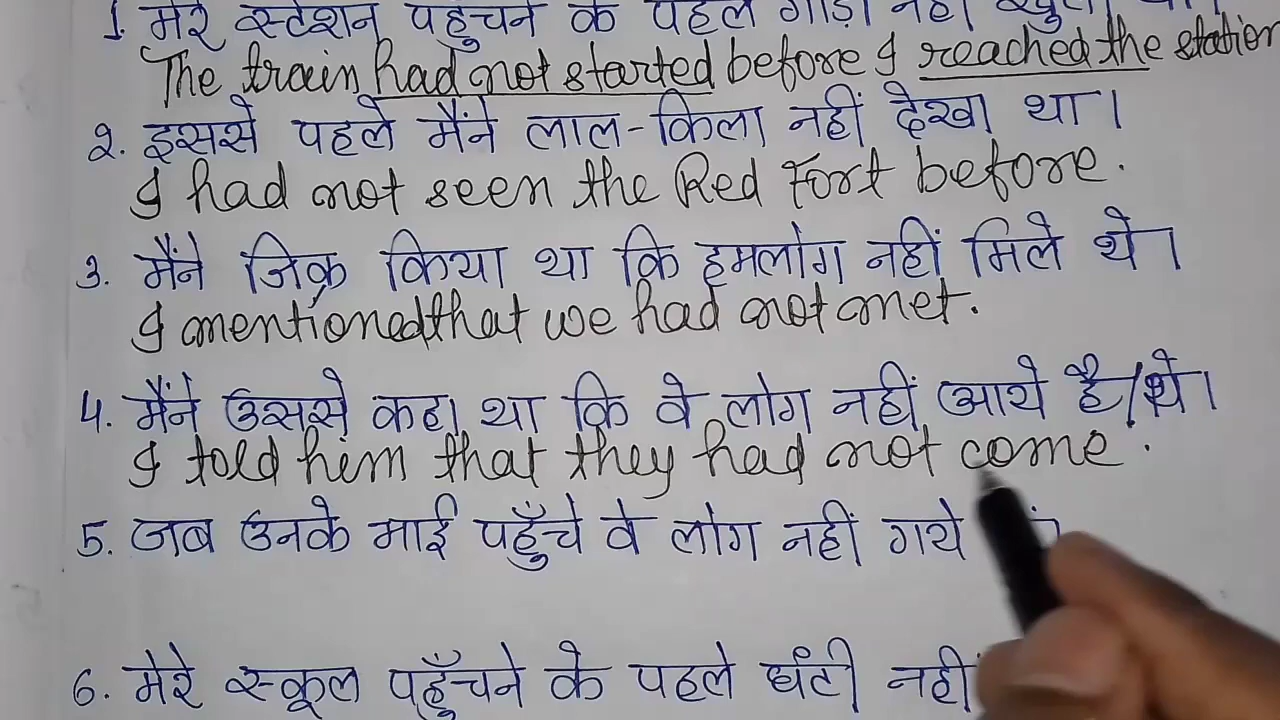 1. मेरे स्टेशन पहुँचने के पहले गाड़ी नहीं खुली थी
The train had not started before I reached the station
2. इससे पहले मैंने लाल-किला नहीं देखा था।
I had not seen the Red Fort before.
3. मैंने जिक्र किया था कि हमलोग नहीं मिले थे।
I mentioned that we had not met.
4. मैंने उससे कहा था कि वे लोग नहीं आये है/थे।
I told him that they had not come.
5. जब उनके भाई पहुँचे वे लोग नहीं गये
6. मेरे स्कूल पहुँचने के पहले घंटी नहीं